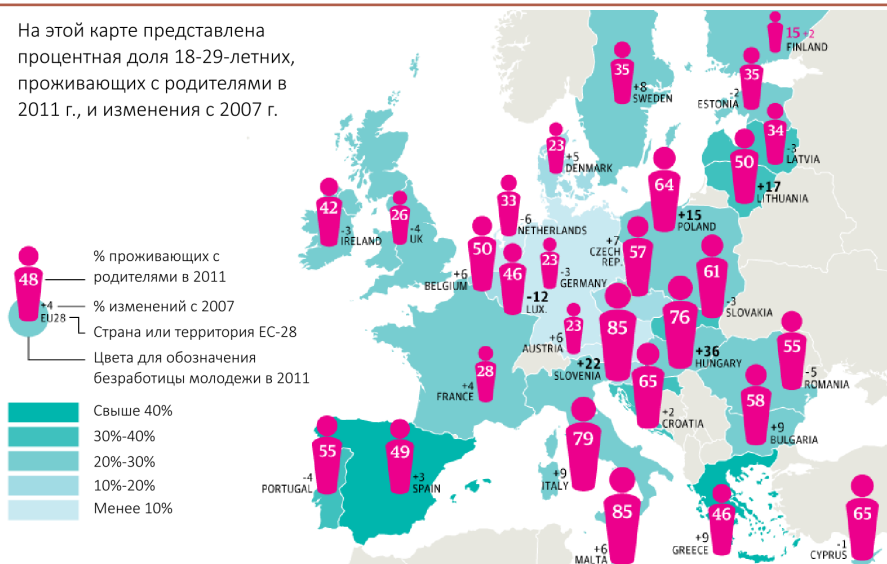 На этой карте представлена
процентная доля 18-29-летних,
проживающих с родителями в
2011 г., и изменения с 2007 г.
48
+4
EU28
% проживающих с
родителями в 2011
% изменений с 2007
Страна или территория ЕС-28
Цвета для обозначения
безработицы молодежи в 2011
Свыше 40%
30%-40%
20%-30%
10%-20%
Менее 10%
15 +2
FINLAND
35
+8
SWEDEN
35
-2
ESTONIA
34
-3
LATVIA
50
+17
LITHUANIA
23
+5
DENMARK
42
-3
IRELAND
26
-4
UK
33
-6
NETHERLANDS
50
+6
BELGIUM
46
-12
LUX.
23
-3
GERMANY
64
+15
POLAND
57
+7
CZECH
REP.
61
-3
SLOVAKIA
23
+6
AUSTRIA
85
+22
SLOVENIA
76
+36
HUNGARY
55
-5
ROMANIA
28
+4
FRANCE
65
+2
CROATIA
58
+9
BULGARIA
55
-4
PORTUGAL
49
+3
SPAIN
79
+9
ITALY
85
+6
MALTA
46
+9
GREECE
65
-1
CYPRUS